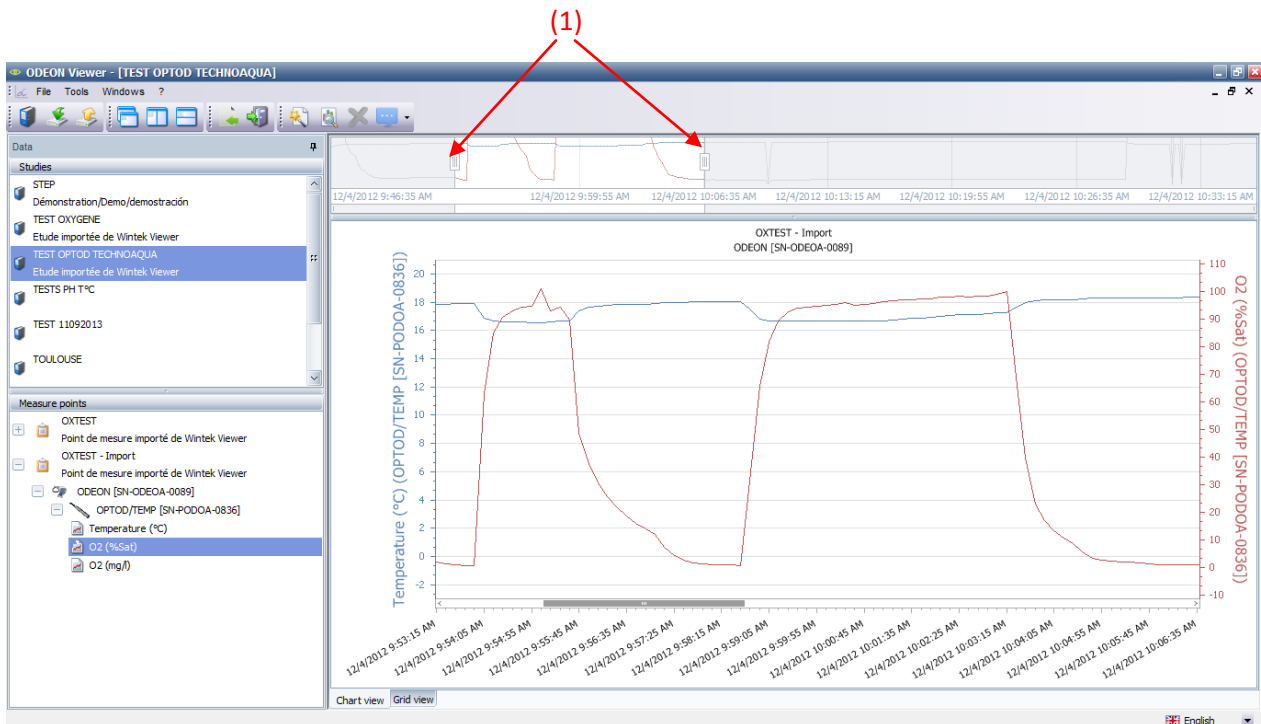 (1)
ODEON Viewer - [TEST OPTOD TECHNOAQUA]
File Tools Windows ?
Data
Studies
STEP
Démonstration/Demo/demostración
TEST OXYGENE
Etude importée de Wintek Viewer
TEST OPTOD TECHNOAQUA
Etude importée de Wintek Viewer
TESTS PH T°C
TEST 11092013
TOULOUSE
Measure points
OXTEST
Point de mesure importé de Wintek Viewer
OXTEST - Import
Point de mesure importé de Wintek Viewer
ODEON [SN-ODEOA-0089]
OPTOD/TEMP [SN-PODOA-0836]
Temperature (°C)
O2 (%Sat)
O2 (mg/l)
12/4/2012 9:46:35 AM 12/4/2012 9:59:55 AM 12/4/2012 10:06:35 AM 12/4/2012 10:13:15 AM 12/4/2012 10:19:55 AM 12/4/2012 10:26:35 AM 12/4/2012 10:33:15 AM
OXTEST - Import
ODEON [SN-ODEOA-0089]
Temperature (°C) (OPTOD/TEMP [SN-PODOA-0836])
20
18
16
14
12
10
8
6
4
2
0
-2
110
100
90
80
70
60
50
40
30
20
10
0
-10
O2 (%Sat) (OPTOD/TEMP [SN-PODOA-0836])
12/4/2012 9:53:15 AM
12/4/2012 9:54:05 AM
12/4/2012 9:54:55 AM
12/4/2012 9:55:45 AM
12/4/2012 9:56:35 AM
12/4/2012 9:57:25 AM
12/4/2012 9:58:15 AM
12/4/2012 9:59:05 AM
12/4/2012 9:59:55 AM
12/4/2012 10:00:45 AM
12/4/2012 10:01:35 AM
12/4/2012 10:02:25 AM
12/4/2012 10:03:15 AM
12/4/2012 10:04:05 AM
12/4/2012 10:04:55 AM
12/4/2012 10:05:45 AM
12/4/2012 10:06:35 AM
Chart view Grid view
English